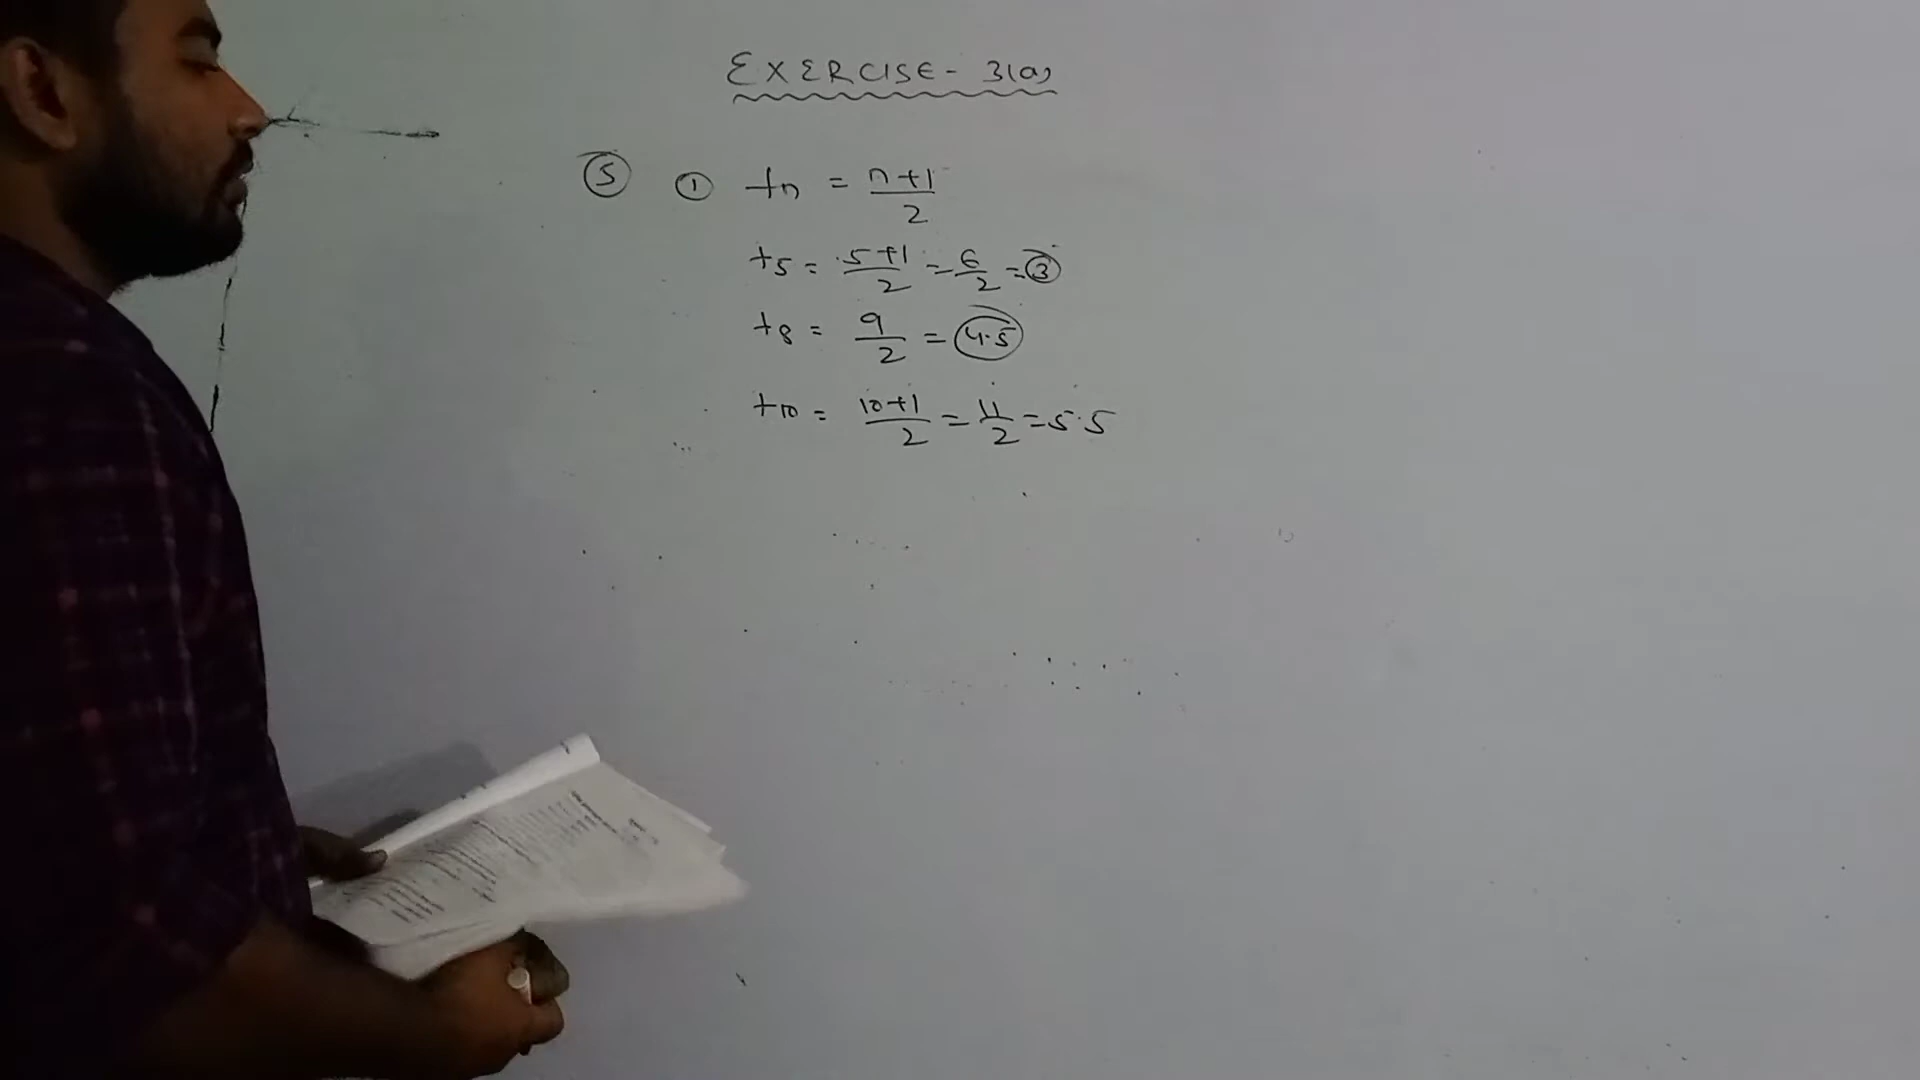 EXERCISE - 3(a)
⑤ ① tn = n+1/2
t5 = 5+1/2 = 6/2 = ③
t8 = 9/2 = 4.5
t10 = 10+1/2 = 11/2 = 5.5